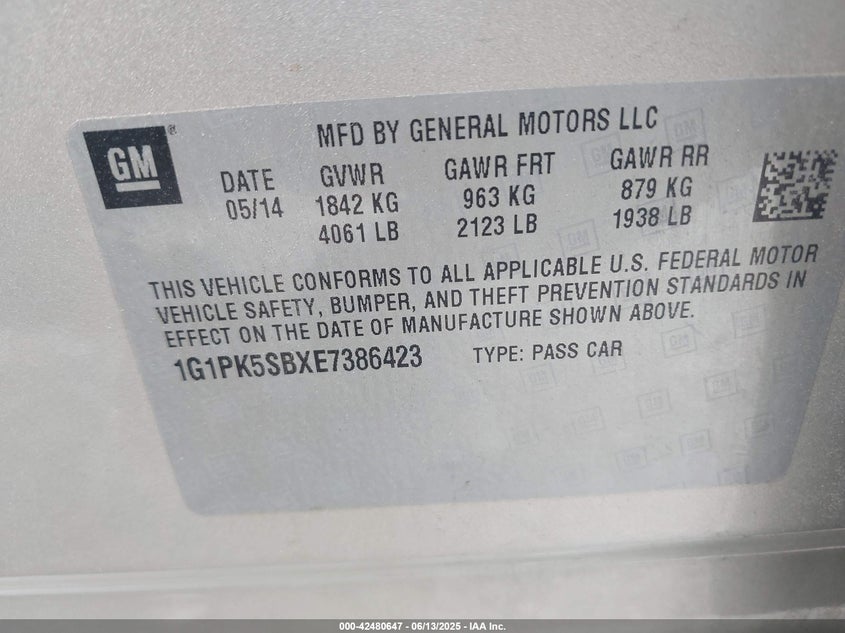 GM
MFD BY GENERAL MOTORS LLC
DATE GVWR GAWR FRT GAWR RR
05/14 1842 KG 963 KG 879 KG
4061 LB 2123 LB 1938 LB
THIS VEHICLE CONFORMS TO ALL APPLICABLE U.S. FEDERAL MOTOR
VEHICLE SAFETY, BUMPER, AND THEFT PREVENTION STANDARDS IN
EFFECT ON THE DATE OF MANUFACTURE SHOWN ABOVE.
1G1PK5SBXE7386423 TYPE: PASS CAR
000-42480647 - 06/13/2025 - IAA Inc.